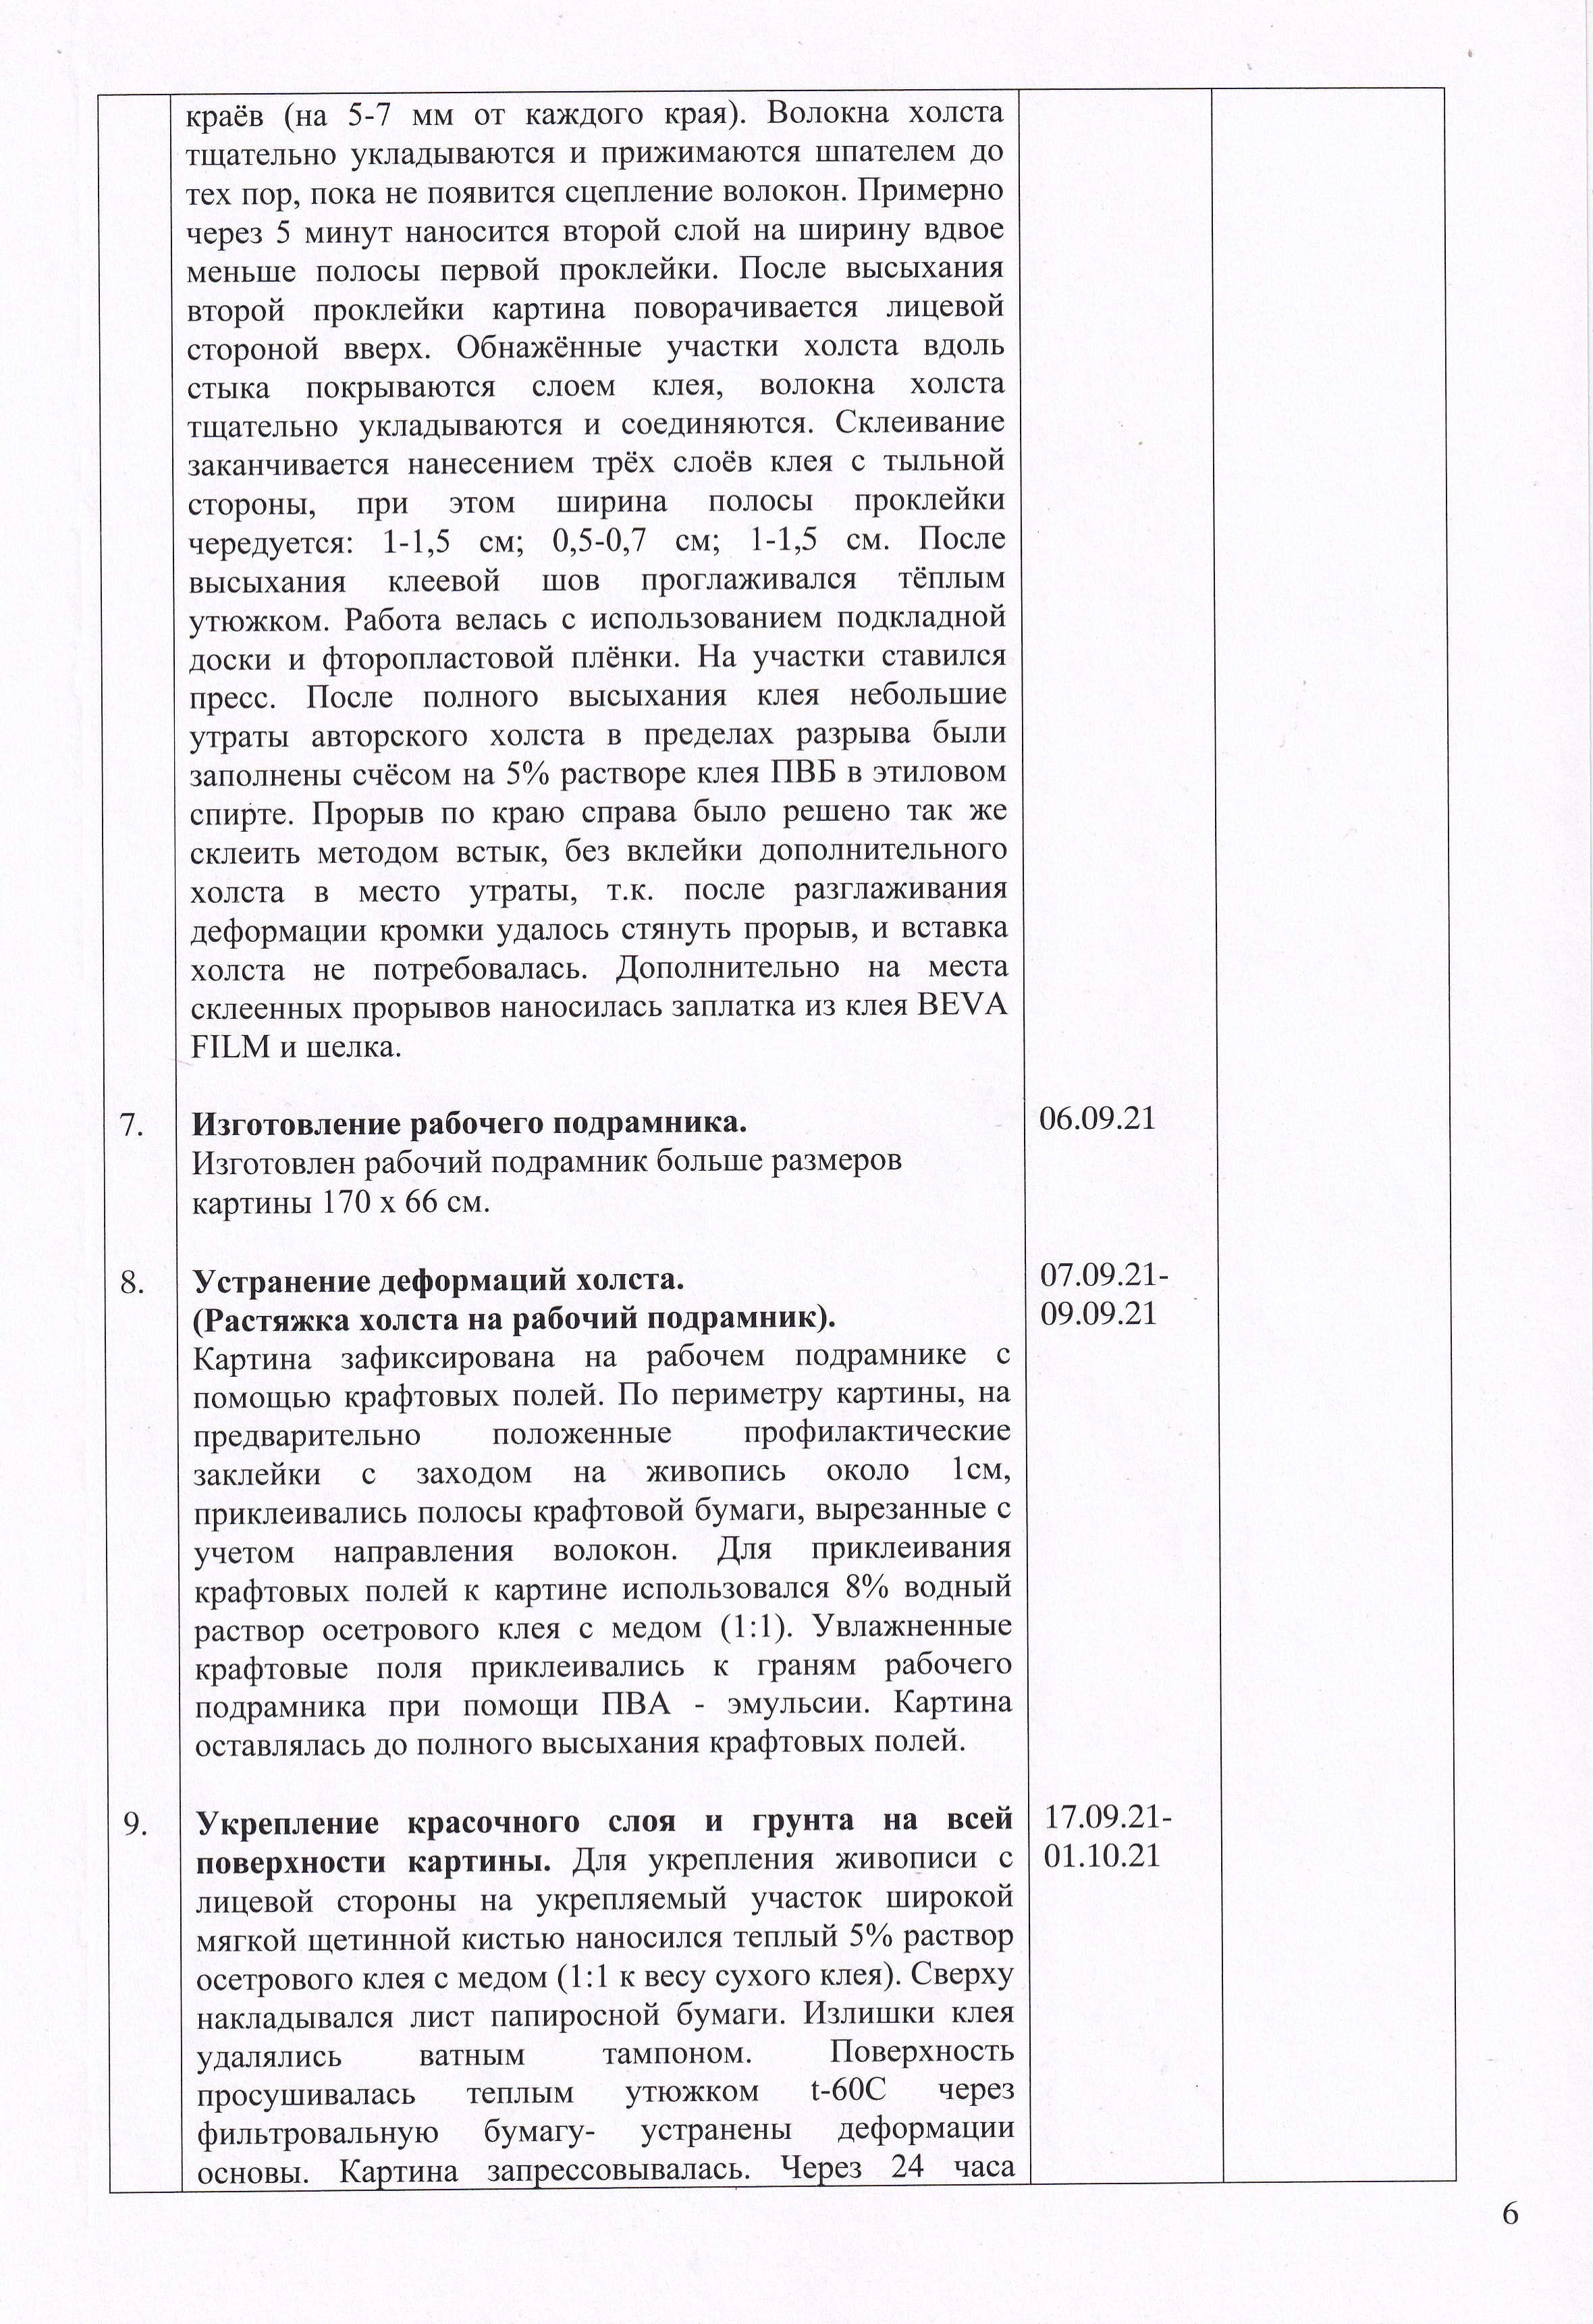 краёв (на 5-7 мм от каждого края). Волокна холста
тщательно укладываются и прижимаются шпателем до
тех пор, пока не появится сцепление волокон. Примерно
через 5 минут наносится второй слой на ширину вдвое
меньше полосы первой проклейки. После высыхания
второй проклейки картина поворачивается лицевой
стороной вверх. Обнажённые участки холста вдоль
стыка покрываются слоем клея, волокна холста
тщательно укладываются и соединяются. Склеивание
заканчивается нанесением трёх слоёв клея с тыльной
стороны, при этом ширина полосы проклейки
чередуется: 1-1,5 см; 0,5-0,7 см; 1-1,5 см. После
высыхания клеевой шов проглаживался тёплым
утюжком. Работа велась с использованием подкладной
доски и фторопластовой плёнки. На участки ставился
пресс. После полного высыхания клея небольшие
утраты авторского холста в пределах разрыва были
заполнены счёсом на 5% растворе клея ПВБ в этиловом
спирте. Прорыв по краю справа было решено так же
склеить методом встык, без вклейки дополнительного
холста в место утраты, т.к. после разглаживания
деформации кромки удалось стянуть прорыв, и вставка
холста не потребовалась. Дополнительно на места
склеенных прорывов наносилась заплатка из клея BEVA
FILM и шелка.
7. Изготовление рабочего подрамника. 06.09.21
Изготовлен рабочий подрамник больше размеров
картины 170 х 66 см.
8. Устранение деформаций холста. 07.09.21-
(Растяжка холста на рабочий подрамник). 09.09.21
Картина зафиксирована на рабочем подрамнике с
помощью крафтовых полей. По периметру картины, на
предварительно положенные профилактические
заклейки с заходом на живопись около 1см,
приклеивались полосы крафтовой бумаги, вырезанные с
учетом направления волокон. Для приклеивания
крафтовых полей к картине использовался 8% водный
раствор осетрового клея с медом (1:1). Увлажненные
крафтовые поля приклеивались к граням рабочего
подрамника при помощи ПВА - эмульсии. Картина
оставлялась до полного высыхания крафтовых полей.
9. Укрепление красочного слоя и грунта на всей 17.09.21-
поверхности картины. Для укрепления живописи с 01.10.21
лицевой стороны на укрепляемый участок широкой
мягкой щетинной кистью наносился теплый 5% раствор
осетрового клея с медом (1:1 к весу сухого клея). Сверху
накладывался лист папиросной бумаги. Излишки клея
удалялись ватным тампоном. Поверхность
просушивалась теплым утюжком t-60С через
фильтровальную бумагу- устранены деформации
основы. Картина запрессовывалась. Через 24 часа
6